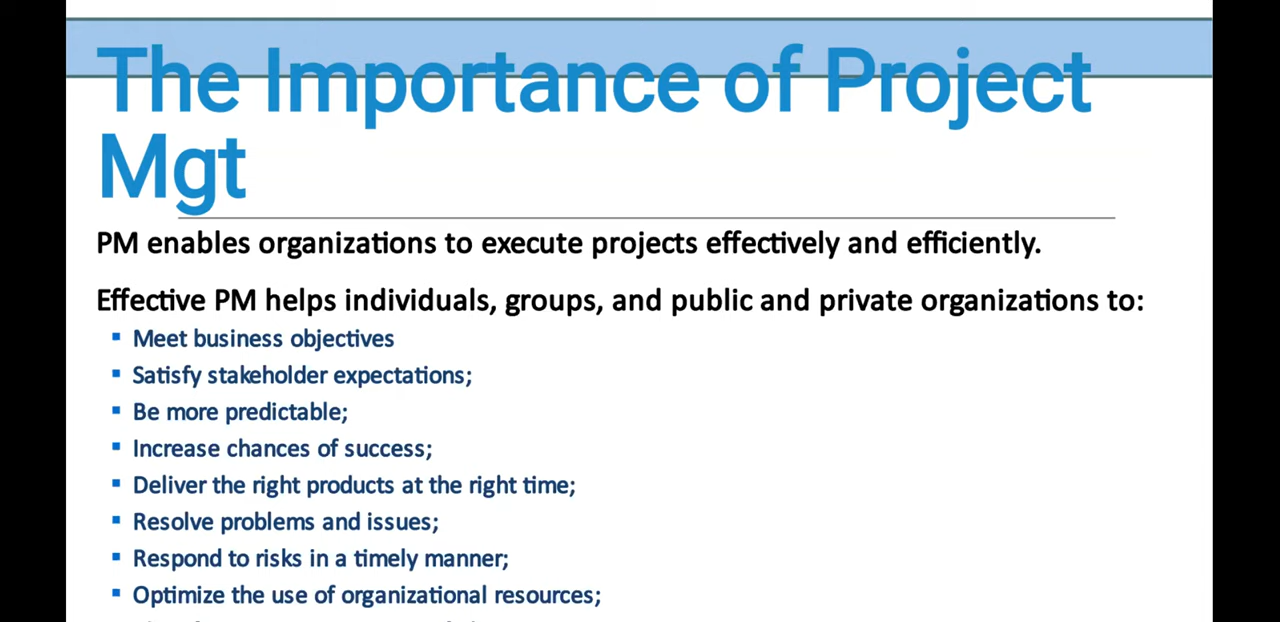 The Importance of Project
Mgt
PM enables organizations to execute projects effectively and efficiently.
Effective PM helps individuals, groups, and public and private organizations to:
▪ Meet business objectives
▪ Satisfy stakeholder expectations;
▪ Be more predictable;
▪ Increase chances of success;
▪ Deliver the right products at the right time;
▪ Resolve problems and issues;
▪ Respond to risks in a timely manner;
▪ Optimize the use of organizational resources;